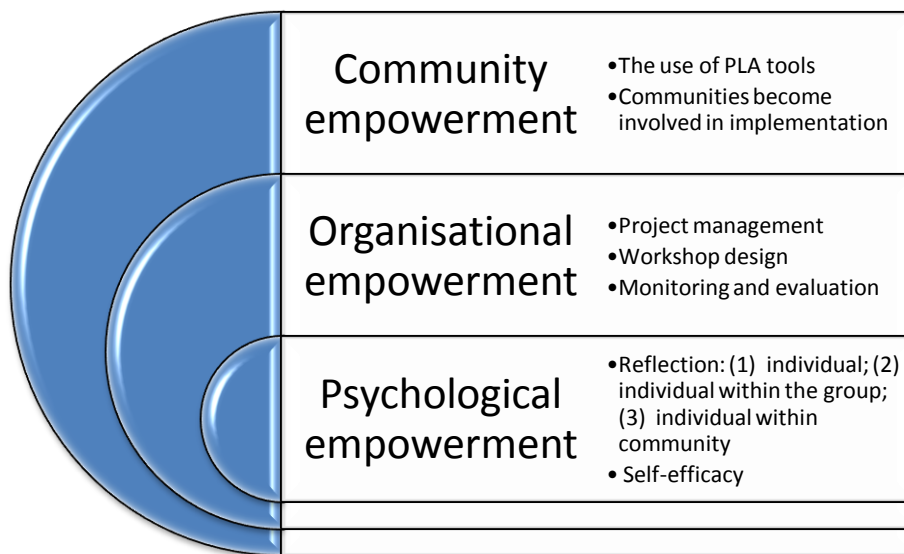 Community
empowerment
•The use of PLA tools
•Communities become
involved in implementation
Organisational
empowerment
•Project management
•Workshop design
•Monitoring and evaluation
Psychological
empowerment
•Reflection: (1) individual; (2)
individual within the group;
(3) individual within
community
• Self-efficacy